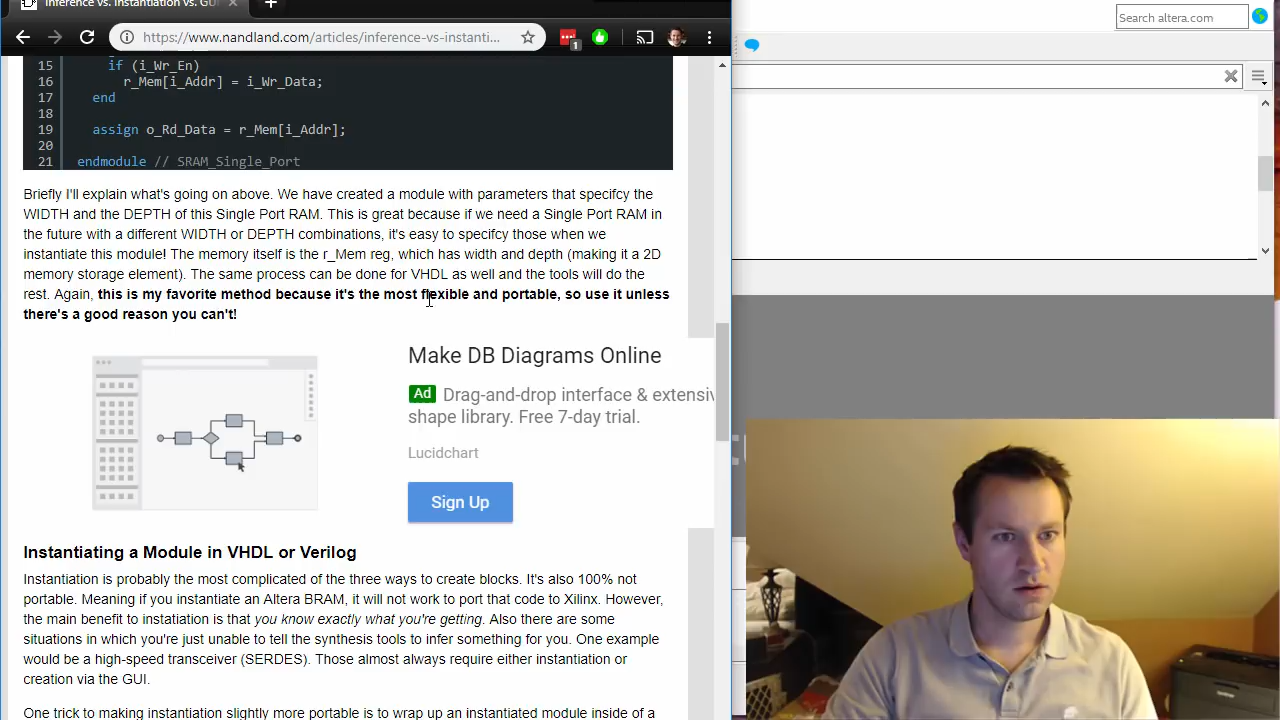 Inference vs. Instantiation vs. GUI
https://www.nandland.com/articles/inference-vs-instanti...
1
Search altera.com
15 if (i_Wr_En)
16 r_Mem[i_Addr] = i_Wr_Data;
17 end
18
19 assign o_Rd_Data = r_Mem[i_Addr];
20
21 endmodule // SRAM_Single_Port
Briefly I'll explain what's going on above. We have created a module with parameters that specifcy the
WIDTH and the DEPTH of this Single Port RAM. This is great because if we need a Single Port RAM in
the future with a different WIDTH or DEPTH combinations, it's easy to specifcy those when we
instantiate this module! The memory itself is the r_Mem reg, which has width and depth (making it a 2D
memory storage element). The same process can be done for VHDL as well and the tools will do the
rest. Again, this is my favorite method because it's the most flexible and portable, so use it unless
there's a good reason you can't!
Make DB Diagrams Online
Ad Drag-and-drop interface & extensiv
shape library. Free 7-day trial.
Lucidchart
Sign Up
Instantiating a Module in VHDL or Verilog
Instantiation is probably the most complicated of the three ways to create blocks. It's also 100% not
portable. Meaning if you instantiate an Altera BRAM, it will not work to port that code to Xilinx. However,
the main benefit to instatiation is that you know exactly what you're getting. Also there are some
situations in which you're just unable to tell the synthesis tools to infer something for you. One example
would be a high-speed transceiver (SERDES). Those almost always require either instantiation or
creation via the GUI.
One trick to making instantiation slightly more portable is to wrap up an instantiated module inside of a